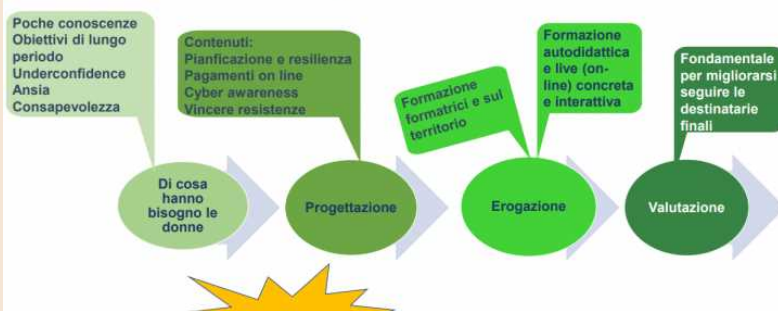 Poche conoscenze
Obiettivi di lungo
periodo
Underconfidence
Ansia
Consapevolezza
Contenuti:
Pianficazione e resilienza
Pagamenti on line
Cyber awareness
Vincere resistenze
Formazione
formatrici e sul
territorio
Formazione
autodidattica
e live (on-
line) concreta
e interattiva
Fondamentale
per migliorarsi
seguire le
destinatarie
finali
Di cosa
hanno
bisogno le
donne
Progettazione
Erogazione
Valutazione